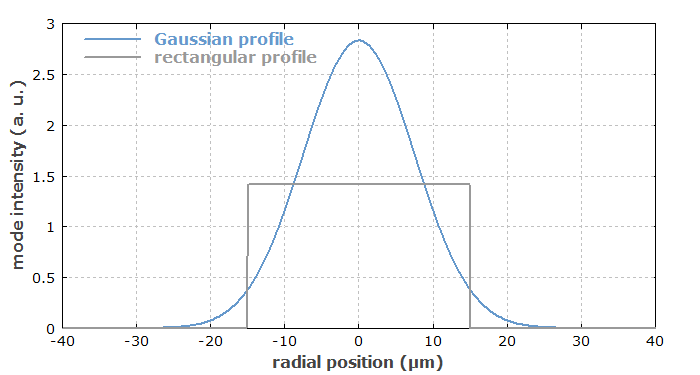 3
Gaussian profile
rectangular profile
2.5
2
1.5
1
0.5
0
mode intensity (a. u.)
-40 -30 -20 -10 0 10 20 30 40
radial position (µm)